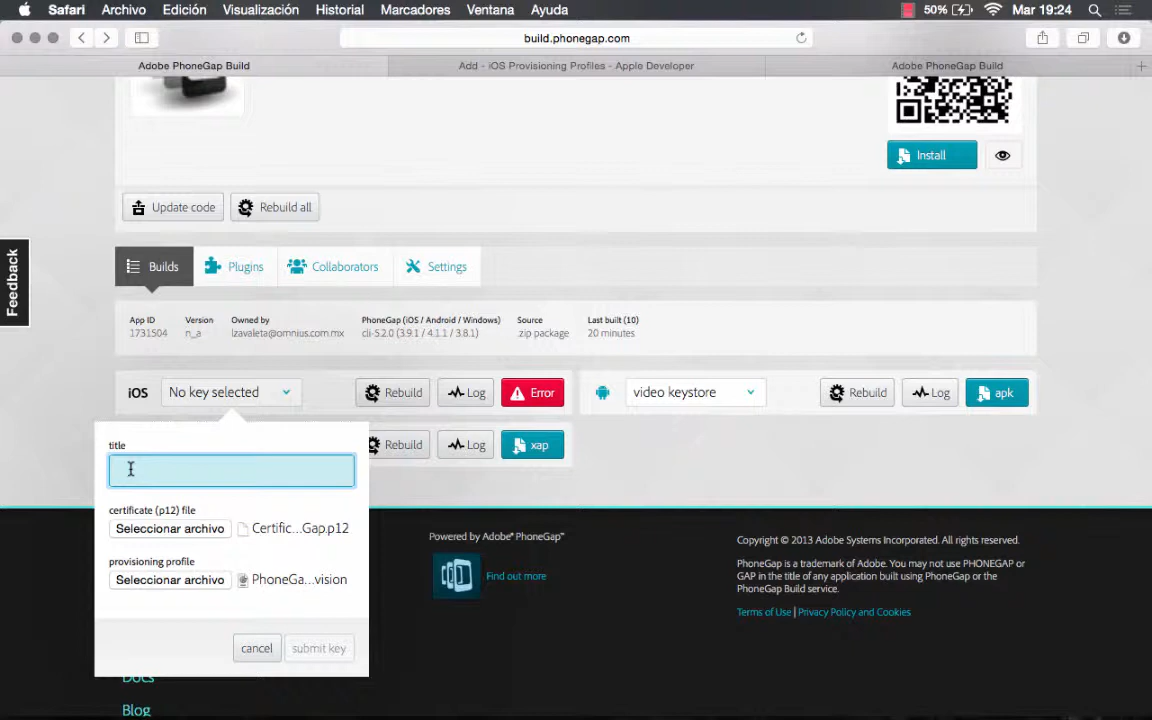 Safari Archivo Edición Visualización Historial Marcadores Ventana Ayuda 50% Mar 19:24
build.phonegap.com
Adobe PhoneGap Build Add - iOS Provisioning Profiles - Apple Developer Adobe PhoneGap Build
Install
Update code Rebuild all
Feedback
Builds Plugins Collaborators Settings
App ID Version Owned by PhoneGap (iOS / Android / Windows) Source Last built (10)
1731504 n_a lzavaleta@omnius.com.mx cli-5.2.0 (3.9.1 / 4.1.1 / 3.8.1) .zip package 20 minutes
iOS No key selected Rebuild Log Error video keystore Rebuild Log apk
title Rebuild Log xap
certificate (p12) file
Seleccionar archivo Certific...Gap.p12
provisioning profile
Seleccionar archivo PhoneGa...vision
cancel submit key
Docs
Blog
Powered by Adobe® PhoneGap™
Find out more
Copyright © 2013 Adobe Systems Incorporated. All rights reserved.
PhoneGap is a trademark of Adobe. You may not use PHONEGAP or
GAP in the title of any application built using PhoneGap or the
PhoneGap Build service.
Terms of Use | Privacy Policy and Cookies